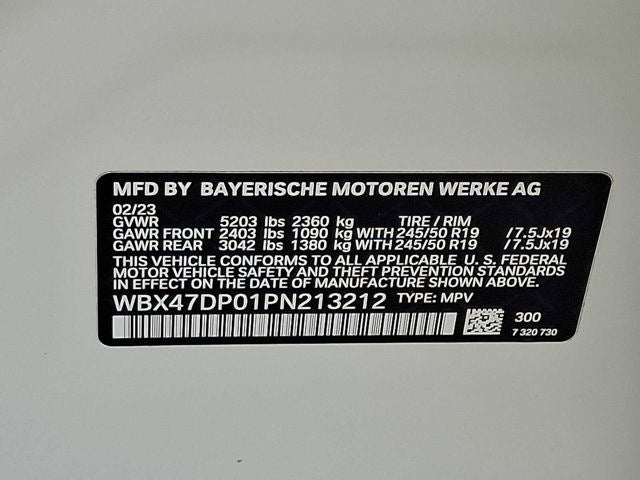 MFD BY BAYERISCHE MOTOREN WERKE AG
02/23
GVWR 5203 lbs 2360 kg TIRE / RIM
GAWR FRONT 2403 lbs 1090 kg WITH 245/50 R19 /7.5Jx19
GAWR REAR 3042 lbs 1380 kg WITH 245/50 R19 /7.5Jx19
THIS VEHICLE CONFORMS TO ALL APPLICABLE U. S. FEDERAL
MOTOR VEHICLE SAFETY AND THEFT PREVENTION STANDARDS
IN EFFECT ON THE DATE OF MANUFACTURE SHOWN ABOVE.
WBX47DP01PN213212 TYPE: MPV
300
7 320 730